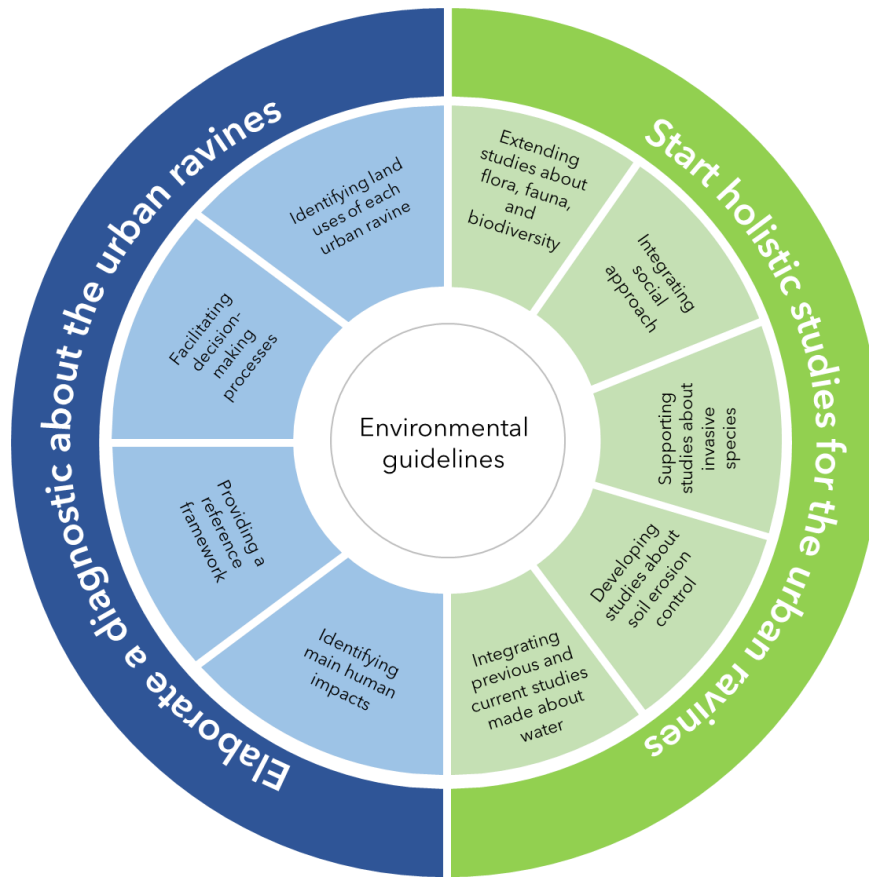 Environmental
guidelines
Elaborate a diagnostic about the urban ravines
Identifying land
uses of each
urban ravine
Facilitating
decision-
making
processes
Providing a
reference
framework
Identifying
main human
impacts
Start holistic studies for the urban ravines
Extending
studies about
flora, fauna,
and
biodiversity
Integrating
social
approach
Supporting
studies about
invasive
species
Developing
studies about
soil erosion
control
Integrating
previous and
current studies
made about
water